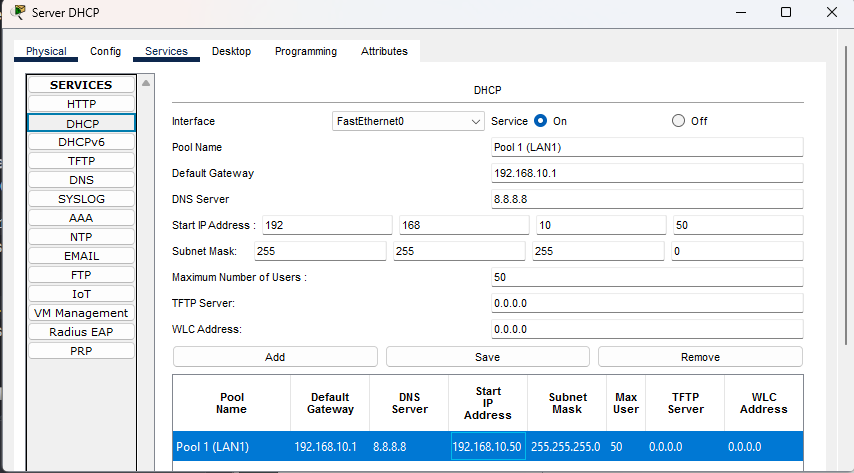 Server DHCP
Physical Config Services Desktop Programming Attributes
SERVICES
HTTP
DHCP
DHCPv6
TFTP
DNS
SYSLOG
AAA
NTP
EMAIL
FTP
IoT
VM Management
Radius EAP
PRP
DHCP
Interface FastEthernet0 Service On Off
Pool Name Pool 1 (LAN1)
Default Gateway 192.168.10.1
DNS Server 8.8.8.8
Start IP Address : 192 168 10 50
Subnet Mask: 255 255 255 0
Maximum Number of Users : 50
TFTP Server: 0.0.0.0
WLC Address: 0.0.0.0
Add Save Remove
Pool Name Default Gateway DNS Server Start IP Address Subnet Mask Max User TFTP Server WLC Address
Pool 1 (LAN1) 192.168.10.1 8.8.8.8 192.168.10.50 255.255.255.0 50 0.0.0.0 0.0.0.0